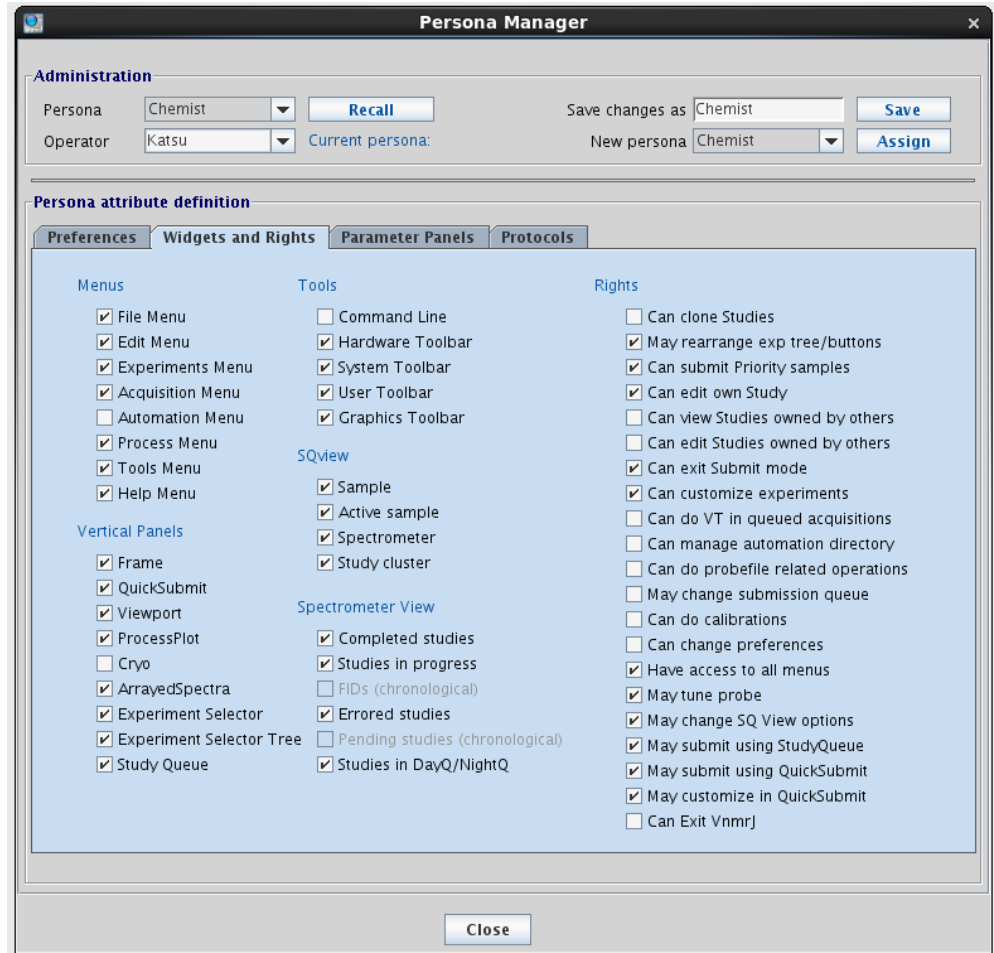 Persona Manager
Administration
Persona Chemist Recall Save changes as Chemist Save
Operator Katsu Current persona: New persona Chemist Assign
Persona attribute definition
Preferences Widgets and Rights Parameter Panels Protocols
Menus
File Menu
Edit Menu
Experiments Menu
Acquisition Menu
Automation Menu
Process Menu
Tools Menu
Help Menu
Vertical Panels
Frame
QuickSubmit
Viewport
ProcessPlot
Cryo
ArrayedSpectra
Experiment Selector
Experiment Selector Tree
Study Queue
Tools
Command Line
Hardware Toolbar
System Toolbar
User Toolbar
Graphics Toolbar
SQview
Sample
Active sample
Spectrometer
Study cluster
Spectrometer View
Completed studies
Studies in progress
FIDs (chronological)
Errored studies
Pending studies (chronological)
Studies in DayQ/NightQ
Rights
Can clone Studies
May rearrange exp tree/buttons
Can submit Priority samples
Can edit own Study
Can view Studies owned by others
Can edit Studies owned by others
Can exit Submit mode
Can customize experiments
Can do VT in queued acquisitions
Can manage automation directory
Can do probefile related operations
May change submission queue
Can do calibrations
Can change preferences
Have access to all menus
May tune probe
May change SQ View options
May submit using StudyQueue
May submit using QuickSubmit
May customize in QuickSubmit
Can Exit VnmrJ
Close